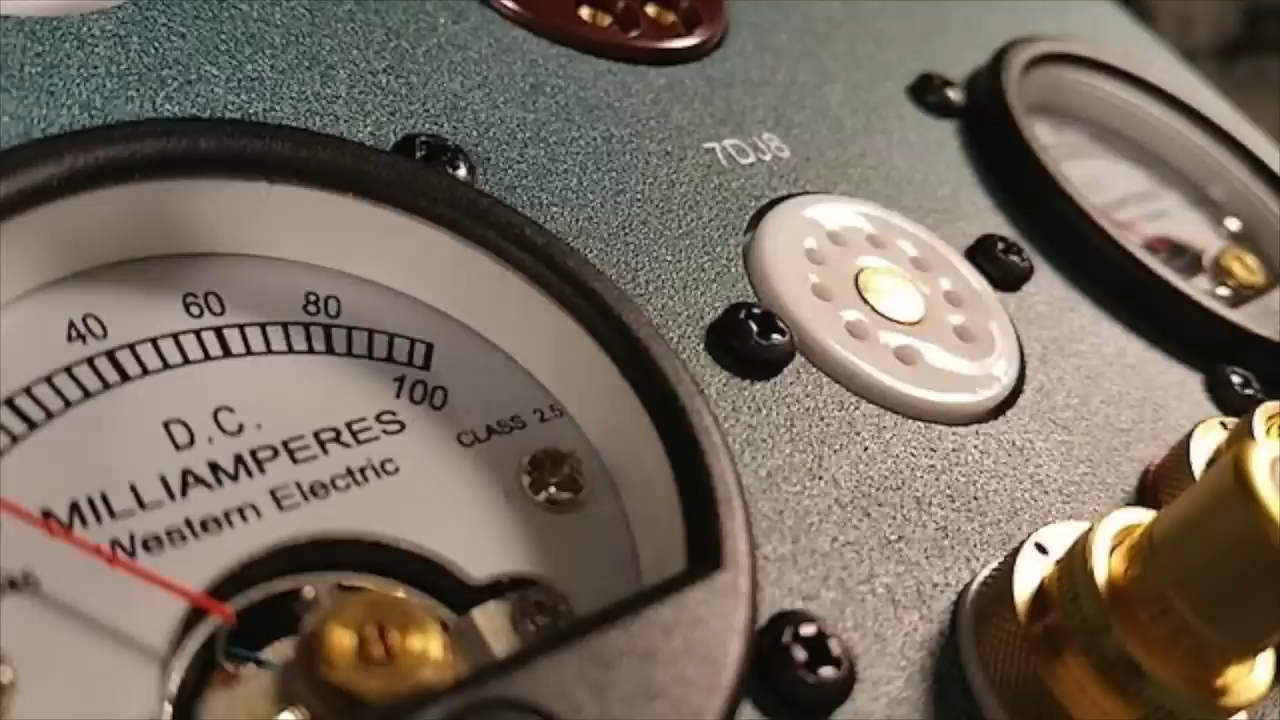 7DJ8
40 60 80 100
D.C.
MILLIAMPERES
CLASS 2.5
Western Electric